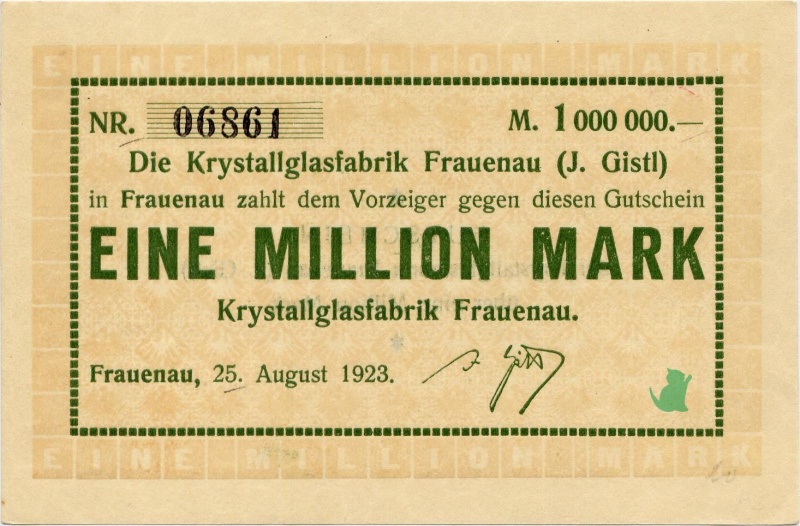 EINE MILLION MARK
NR. 06861 M. 1 000 000.—
Die Krystallglasfabrik Frauenau (J. Gistl)
in Frauenau zahlt dem Vorzeiger gegen diesen Gutschein
EINE MILLION MARK
Krystallglasfabrik Frauenau.
Frauenau, 25. August 1923.
EINE MILLION MARK